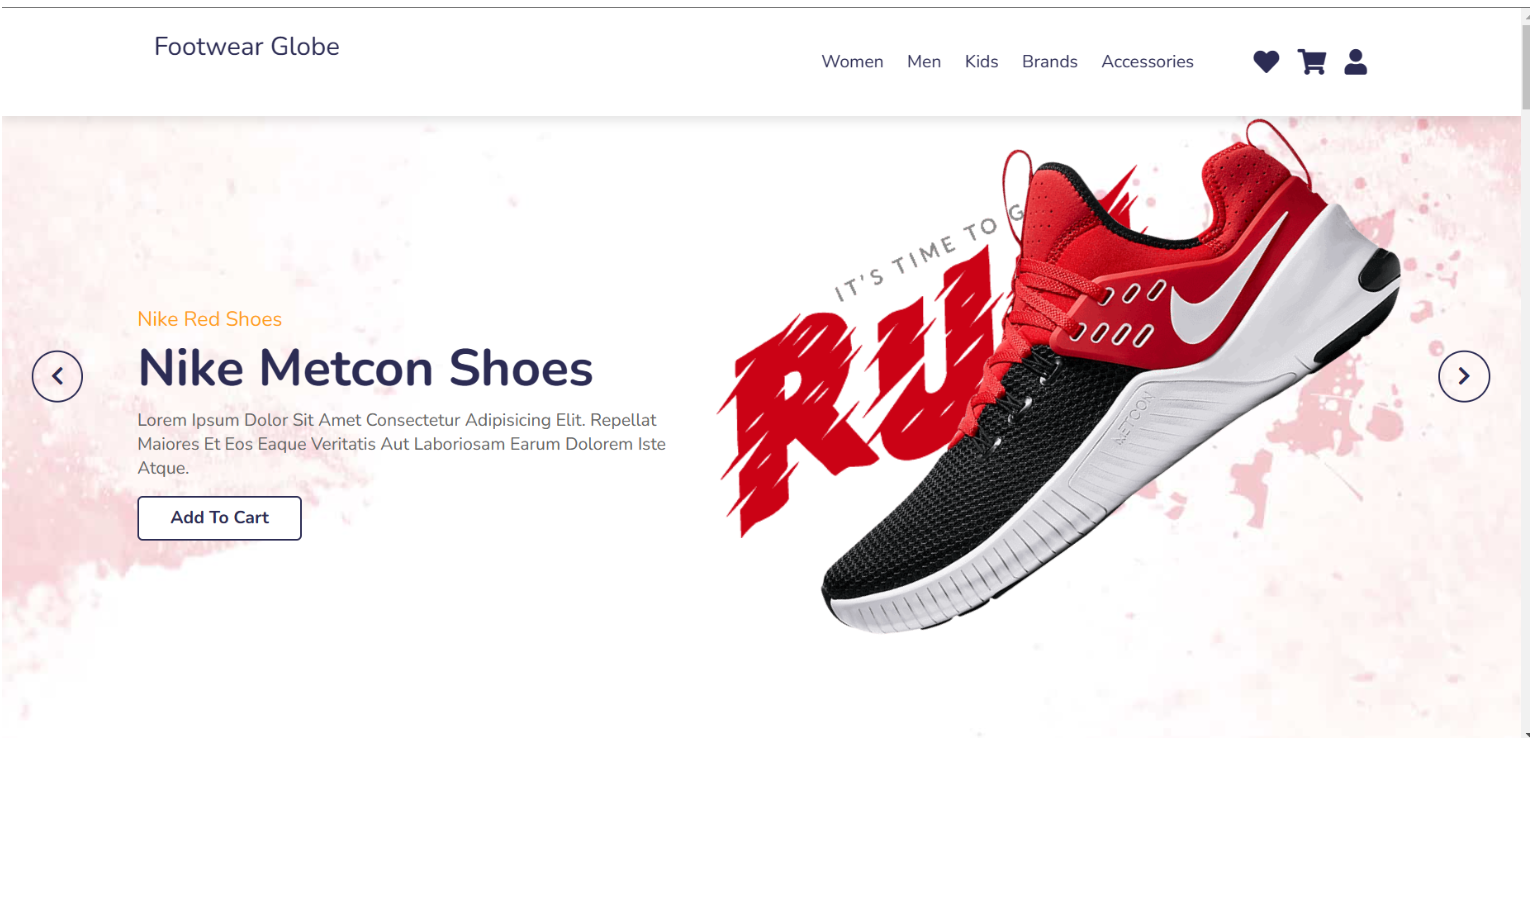 Footwear Globe
Women Men Kids Brands Accessories
IT'S TIME TO G
RU
METCON
Nike Red Shoes
Nike Metcon Shoes
Lorem Ipsum Dolor Sit Amet Consectetur Adipisicing Elit. Repellat
Maiores Et Eos Eaque Veritatis Aut Laboriosam Earum Dolorem Iste
Atque.
Add To Cart